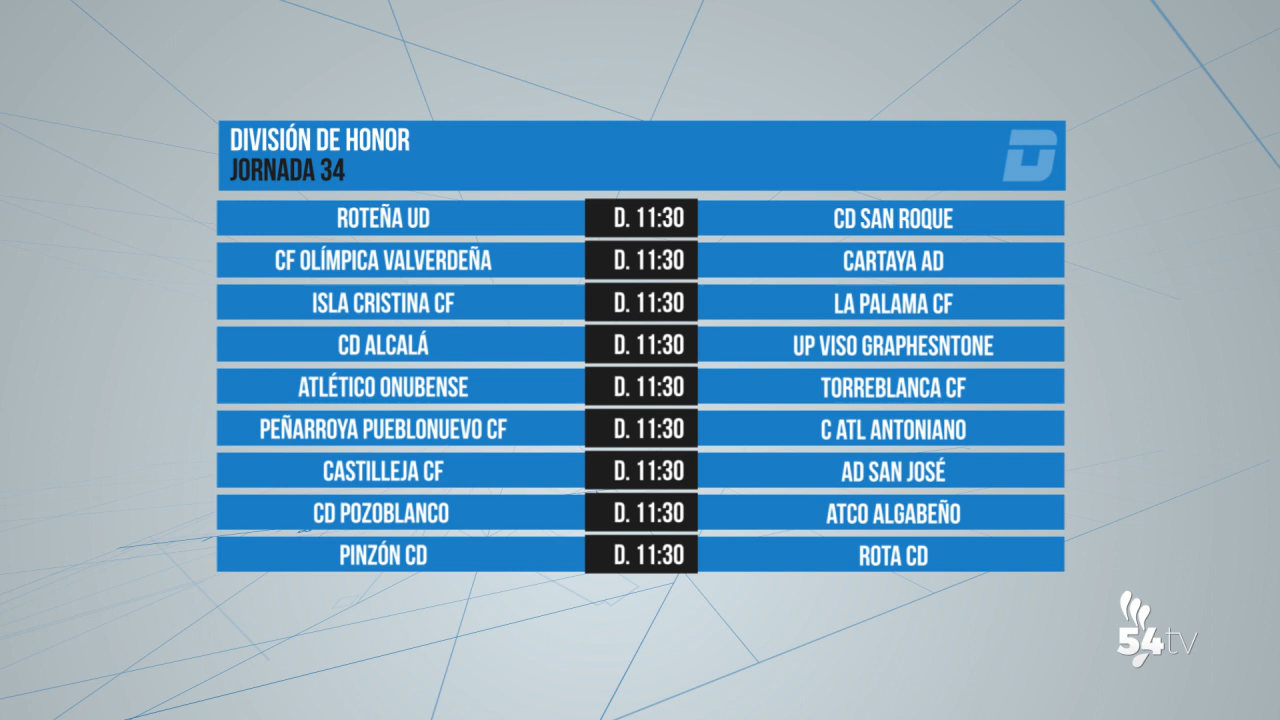 DIVISIÓN DE HONOR
JORNADA 34
ROTEÑA UD D. 11:30 CD SAN ROQUE
CF OLÍMPICA VALVERDEÑA D. 11:30 CARTAYA AD
ISLA CRISTINA CF D. 11:30 LA PALAMA CF
CD ALCALÁ D. 11:30 UP VISO GRAPHESNTONE
ATLÉTICO ONUBENSE D. 11:30 TORREBLANCA CF
PEÑARROYA PUEBLONUEVO CF D. 11:30 C ATL ANTONIANO
CASTILLEJA CF D. 11:30 AD SAN JOSÉ
CD POZOBLANCO D. 11:30 ATCO ALGABEÑO
PINZÓN CD D. 11:30 ROTA CD
54tv